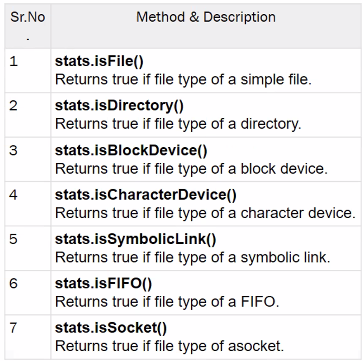 Sr.No Method & Description
.
1 stats.isFile()
Returns true if file type of a simple file.
2 stats.isDirectory()
Returns true if file type of a directory.
3 stats.isBlockDevice()
Returns true if file type of a block device.
4 stats.isCharacterDevice()
Returns true if file type of a character device.
5 stats.isSymbolicLink()
Returns true if file type of a symbolic link.
6 stats.isFIFO()
Returns true if file type of a FIFO.
7 stats.isSocket()
Returns true if file type of asocket.